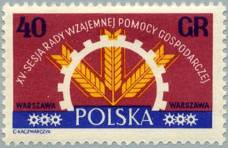 40 GR
XV-SESJA RADY WZAJEMNEJ POMOCY GOSPODARCZEJ
WARSZAWA WARSZAWA
POLSKA
C. KACZMARCZYK